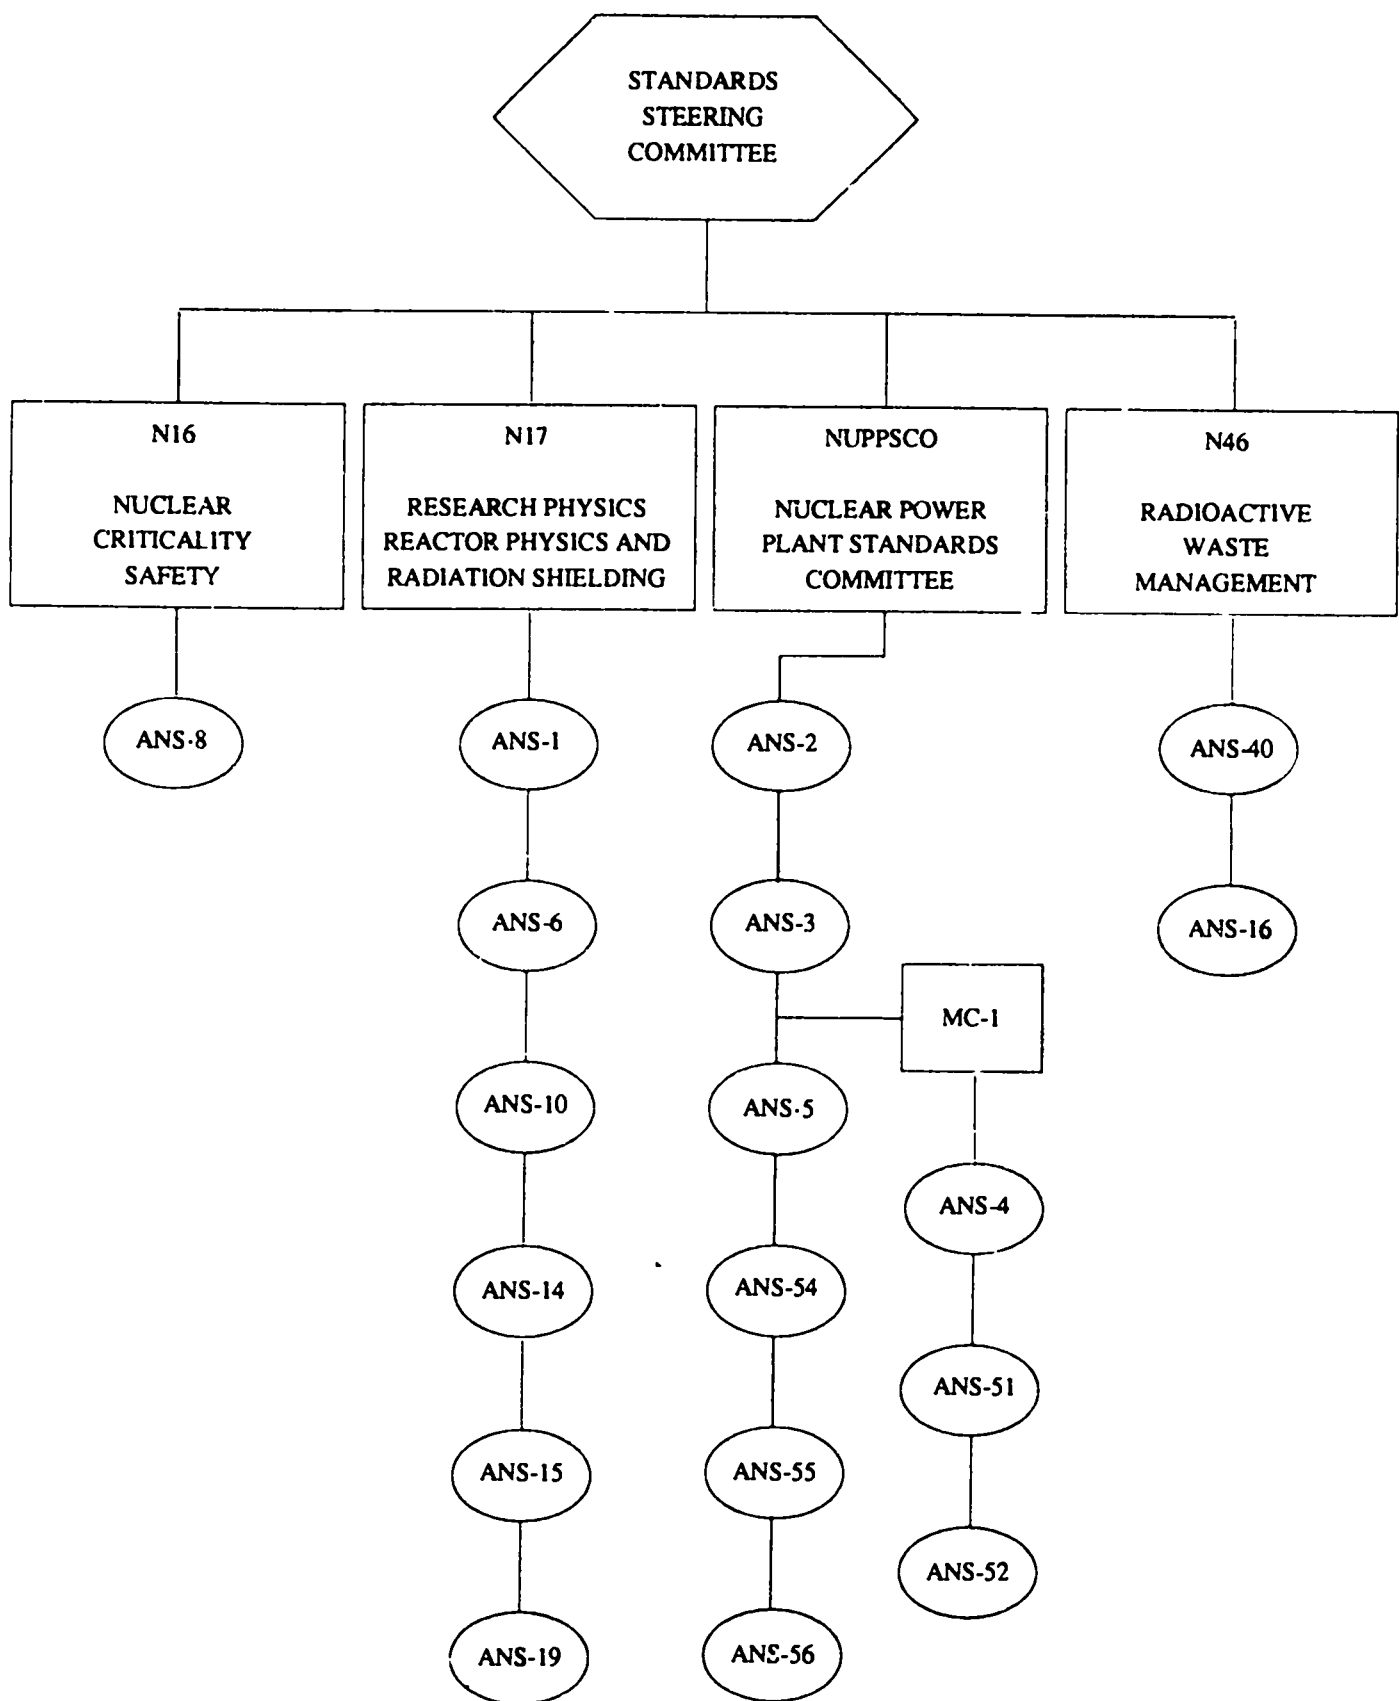 STANDARDS
STEERING
COMMITTEE
N16
NUCLEAR
CRITICALITY
SAFETY
N17
RESEARCH PHYSICS
REACTOR PHYSICS AND
RADIATION SHIELDING
NUPPSCO
NUCLEAR POWER
PLANT STANDARDS
COMMITTEE
N46
RADIOACTIVE
WASTE
MANAGEMENT
ANS-8
ANS-1
ANS-6
ANS-10
ANS-14
ANS-15
ANS-19
ANS-2
ANS-3
ANS-5
ANS-54
ANS-55
ANS-56
MC-1
ANS-4
ANS-51
ANS-52
ANS-40
ANS-16